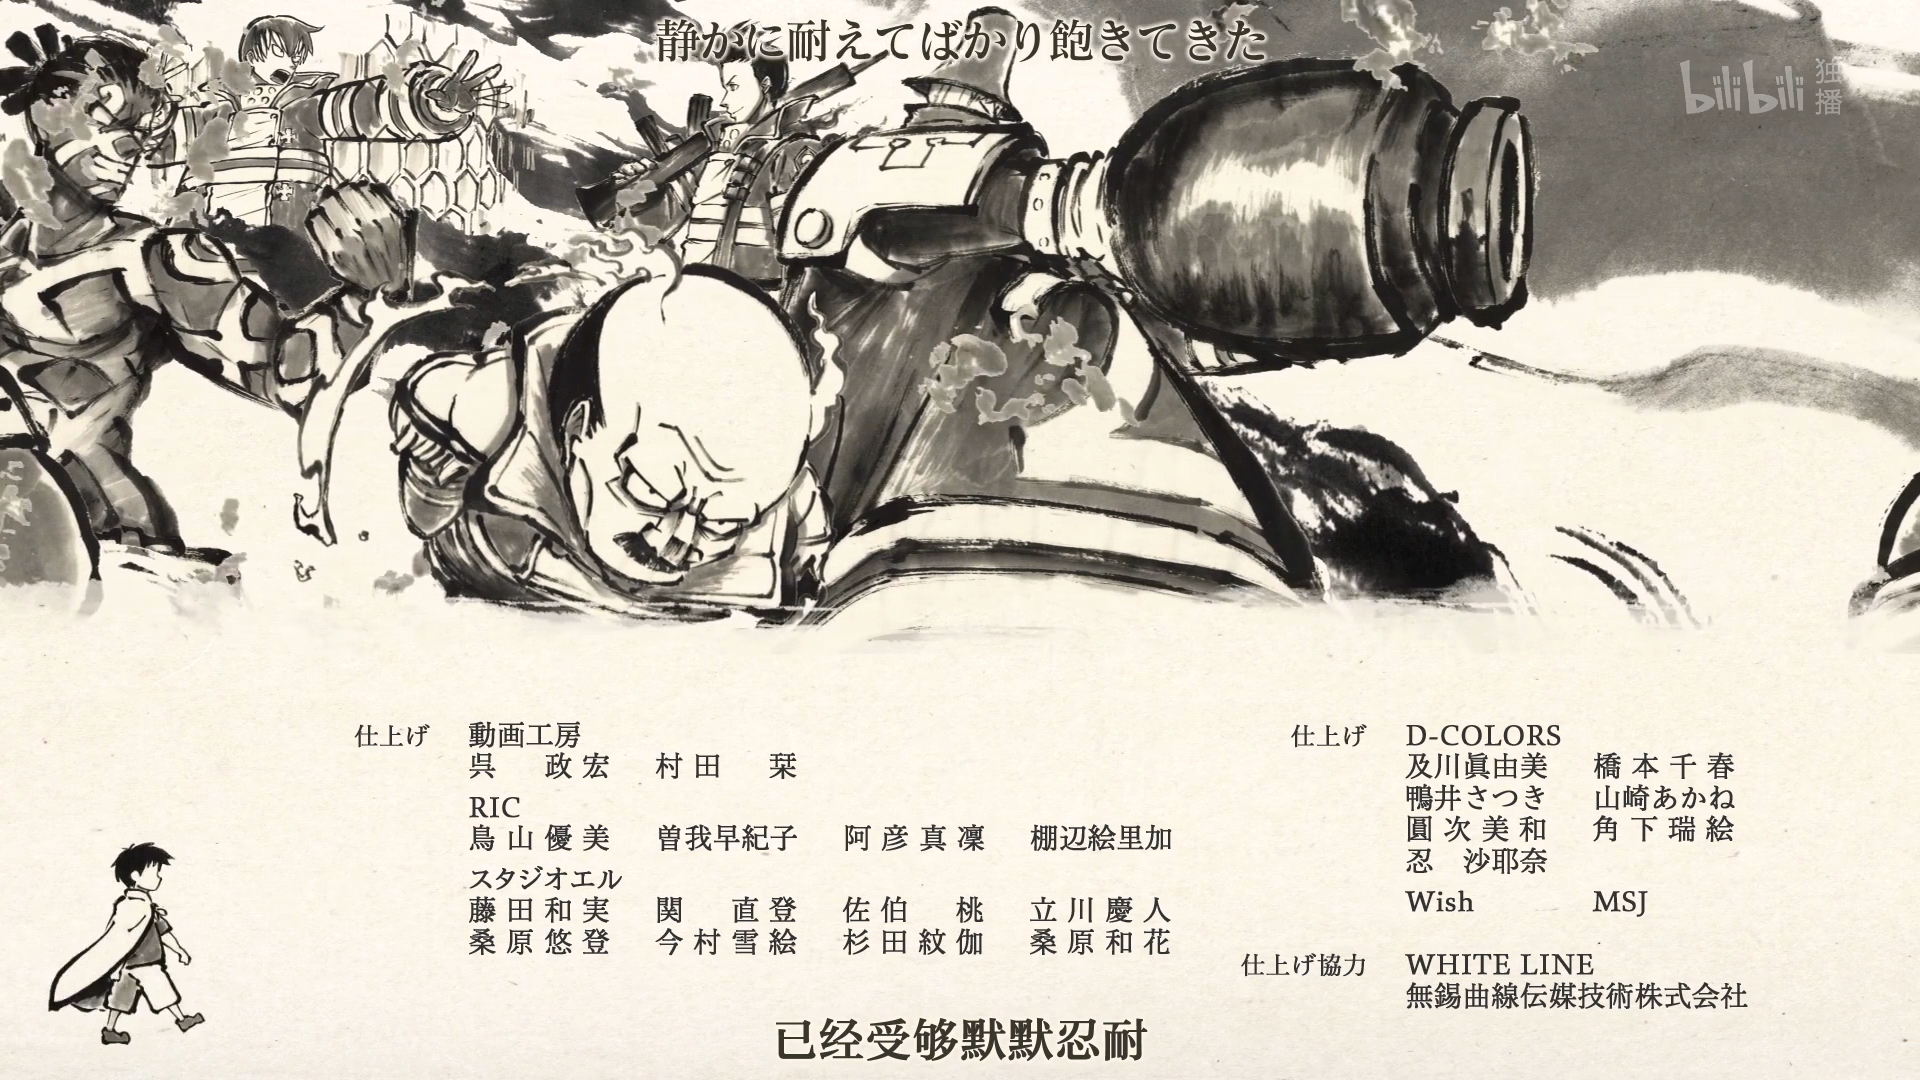 静かに耐えてばかり飽きてきた
bilibili 独播
仕上げ 動画工房
呉 政宏 村田 栞
RIC
鳥山優美 曽我早紀子 阿彦真凜 棚辺絵里加
スタジオエル
藤田和実 関 直登 佐伯 桃 立川慶人
桑原悠登 今村雪絵 杉田紋伽 桑原和花
仕上げ D-COLORS
及川眞由美 橋本千春
鴨井さつき 山崎あかね
圓次美和 角下瑞絵
忍 沙耶奈
Wish MSJ
仕上げ協力 WHITE LINE
無錫曲線伝媒技術株式会社
已经受够默默忍耐